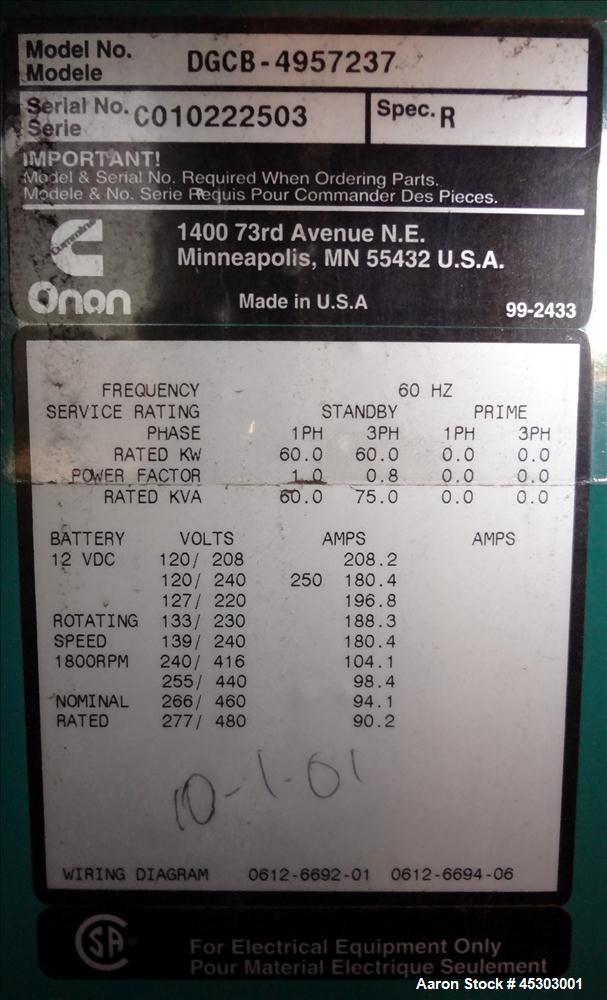 Model No. DGCB-4957237
Modele
Serial No. C010222503 Spec. R
Serie
IMPORTANT!
Model & Serial No. Required When Ordering Parts.
Modele & No. Serie Requis Pour Commander Des Pieces.
Cummins
Onan
1400 73rd Avenue N.E.
Minneapolis, MN 55432 U.S.A.
Made in U.S.A
99-2433
FREQUENCY 60 HZ
SERVICE RATING STANDBY PRIME
PHASE 1PH 3PH 1PH 3PH
RATED KW 60.0 60.0 0.0 0.0
POWER FACTOR 1.0 0.8 0.0 0.0
RATED KVA 60.0 75.0 0.0 0.0
BATTERY VOLTS AMPS AMPS
12 VDC 120/ 208 208.2
120/ 240 250 180.4
127/ 220 196.8
ROTATING 133/ 230 188.3
SPEED 139/ 240 180.4
1800RPM 240/ 416 104.1
255/ 440 98.4
NOMINAL 266/ 460 94.1
RATED 277/ 480 90.2
10-1-01
WIRING DIAGRAM 0612-6692-01 0612-6694-06
SA
For Electrical Equipment Only
Pour Material Electrique Seulement
Aaron Stock # 45303001